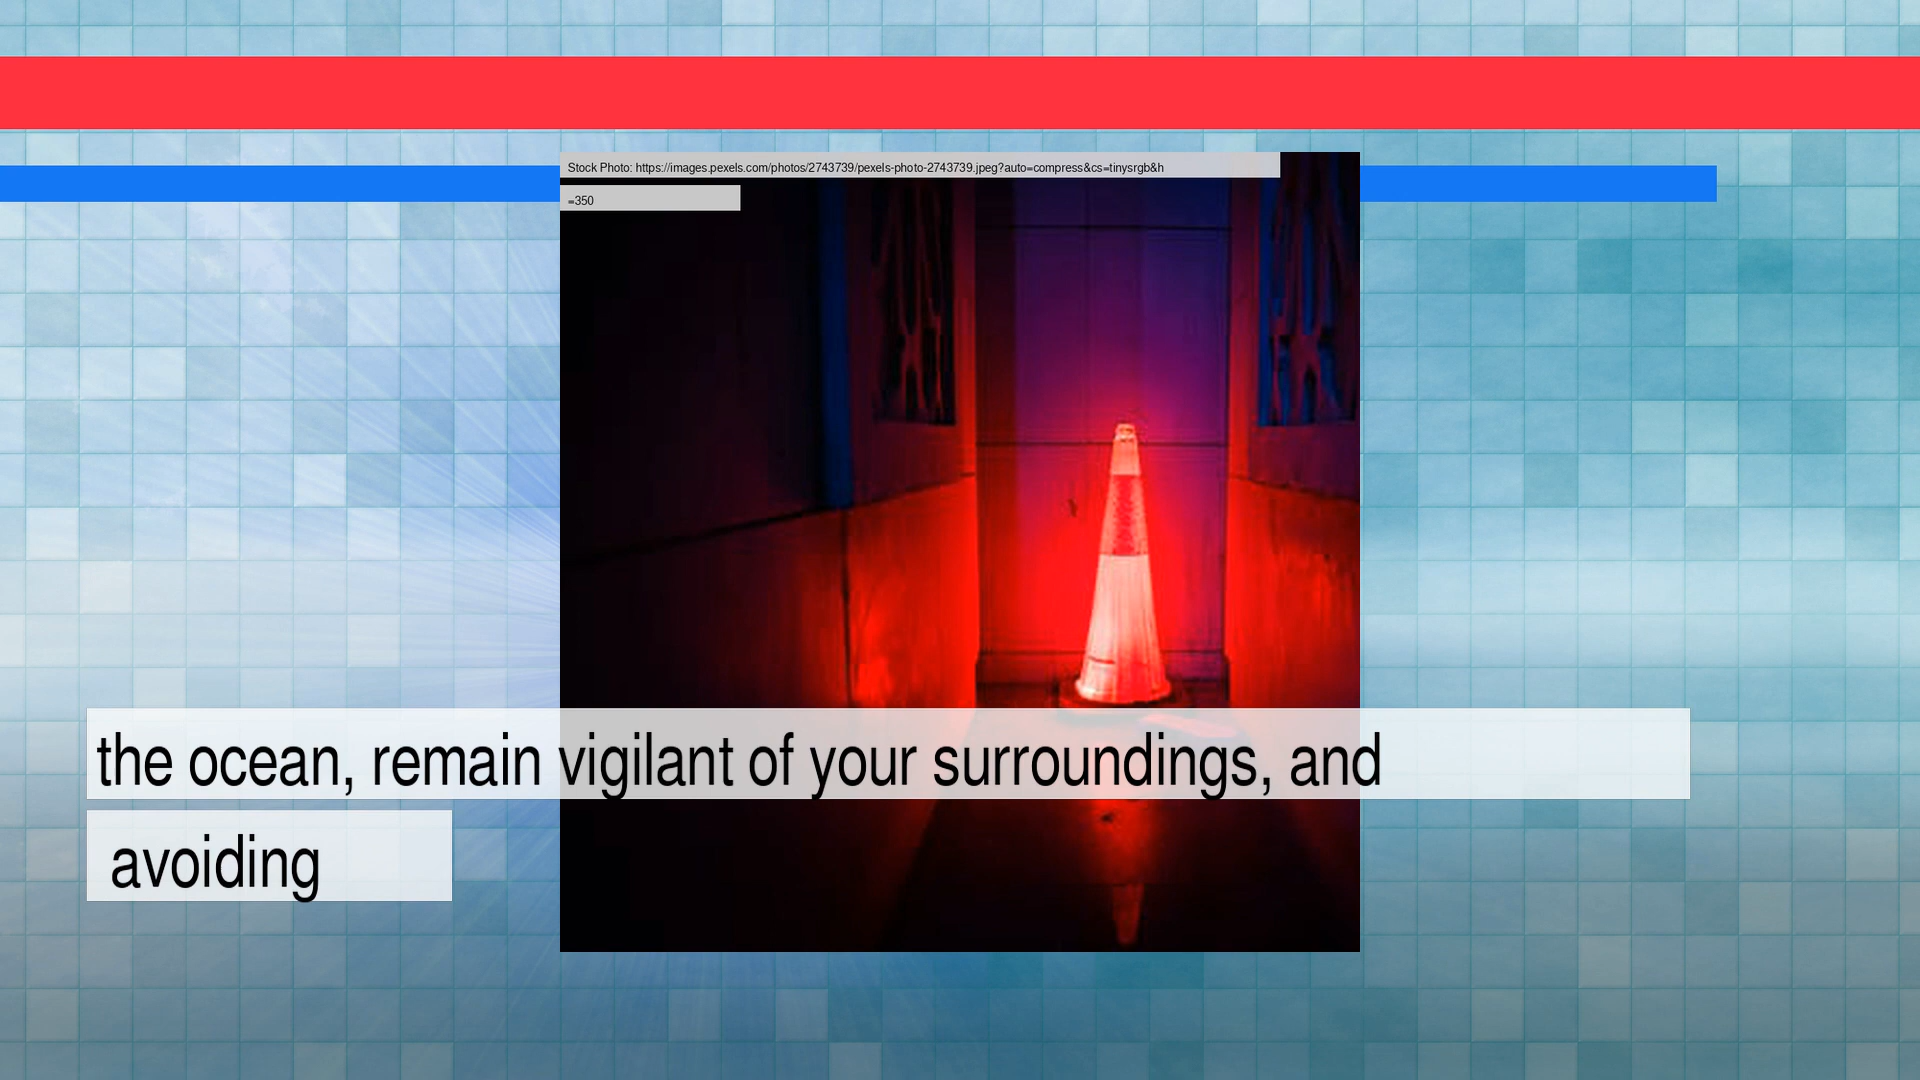 Stock Photo: https://images.pexels.com/photos/2743739/pexels-photo-2743739.jpeg?auto=compress&cs=tinysrgb&h
=350
the ocean, remain vigilant of your surroundings, and
avoiding